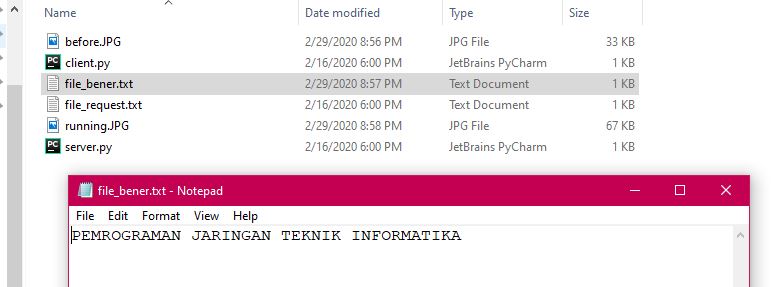 Name Date modified Type Size
before.JPG 2/29/2020 8:56 PM JPG File 33 KB
PC client.py 2/16/2020 6:00 PM JetBrains PyCharm 1 KB
file_bener.txt 2/29/2020 8:57 PM Text Document 1 KB
file_request.txt 2/16/2020 6:00 PM Text Document 1 KB
running.JPG 2/29/2020 8:58 PM JPG File 67 KB
PC server.py 2/16/2020 6:00 PM JetBrains PyCharm 1 KB
file_bener.txt - Notepad
File Edit Format View Help
PEMROGRAMAN JARINGAN TEKNIK INFORMATIKA